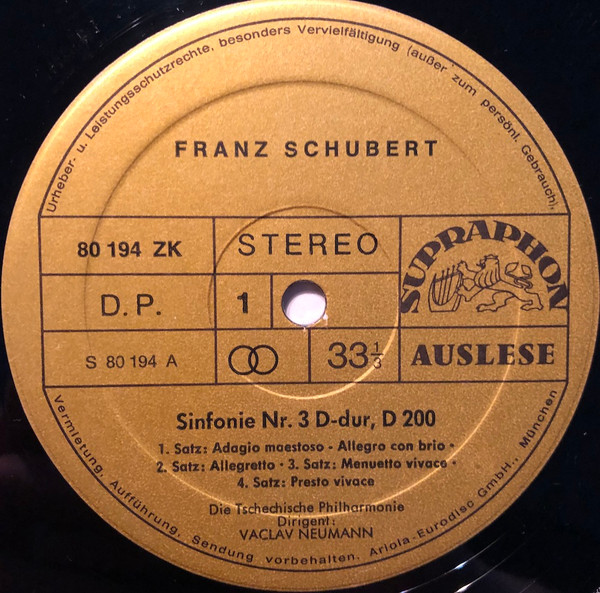 Urheber- u. Leistungsschutzrechte, besonders Vervielfältigung (außer zum persönl. Gebrauch),
FRANZ SCHUBERT
80 194 ZK
STEREO
SUPRAPHON
D. P.
1
S 80 194 A
33 1/3
AUSLESE
Sinfonie Nr. 3 D-dur, D 200
1. Satz: Adagio maestoso - Allegro con brio -
2. Satz: Allegretto - 3. Satz: Menuetto vivace -
4. Satz: Presto vivace
Die Tschechische Philharmonie
Dirigent:
VACLAV NEUMANN
Vermietung, Aufführung, Sendung vorbehalten. Ariola-Eurodisc GmbH., München